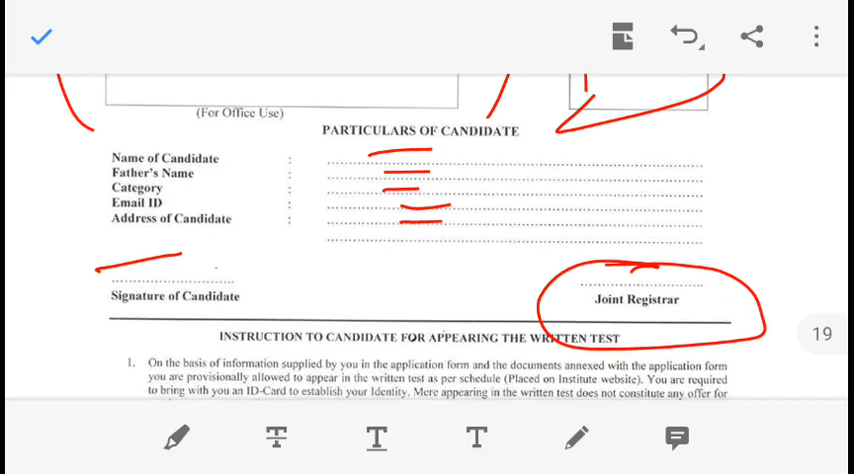 (For Office Use)
PARTICULARS OF CANDIDATE
Name of Candidate :
Father's Name :
Category :
Email ID :
Address of Candidate :
Signature of Candidate
Joint Registrar
INSTRUCTION TO CANDIDATE FOR APPEARING THE WRITTEN TEST
19
1. On the basis of information supplied by you in the application form and the documents annexed with the application form
you are provisionally allowed to appear in the written test as per schedule (Placed on Institute website). You are required
to bring with you an ID-Card to establish your Identity. Mere appearing in the written test does not constitute any offer for